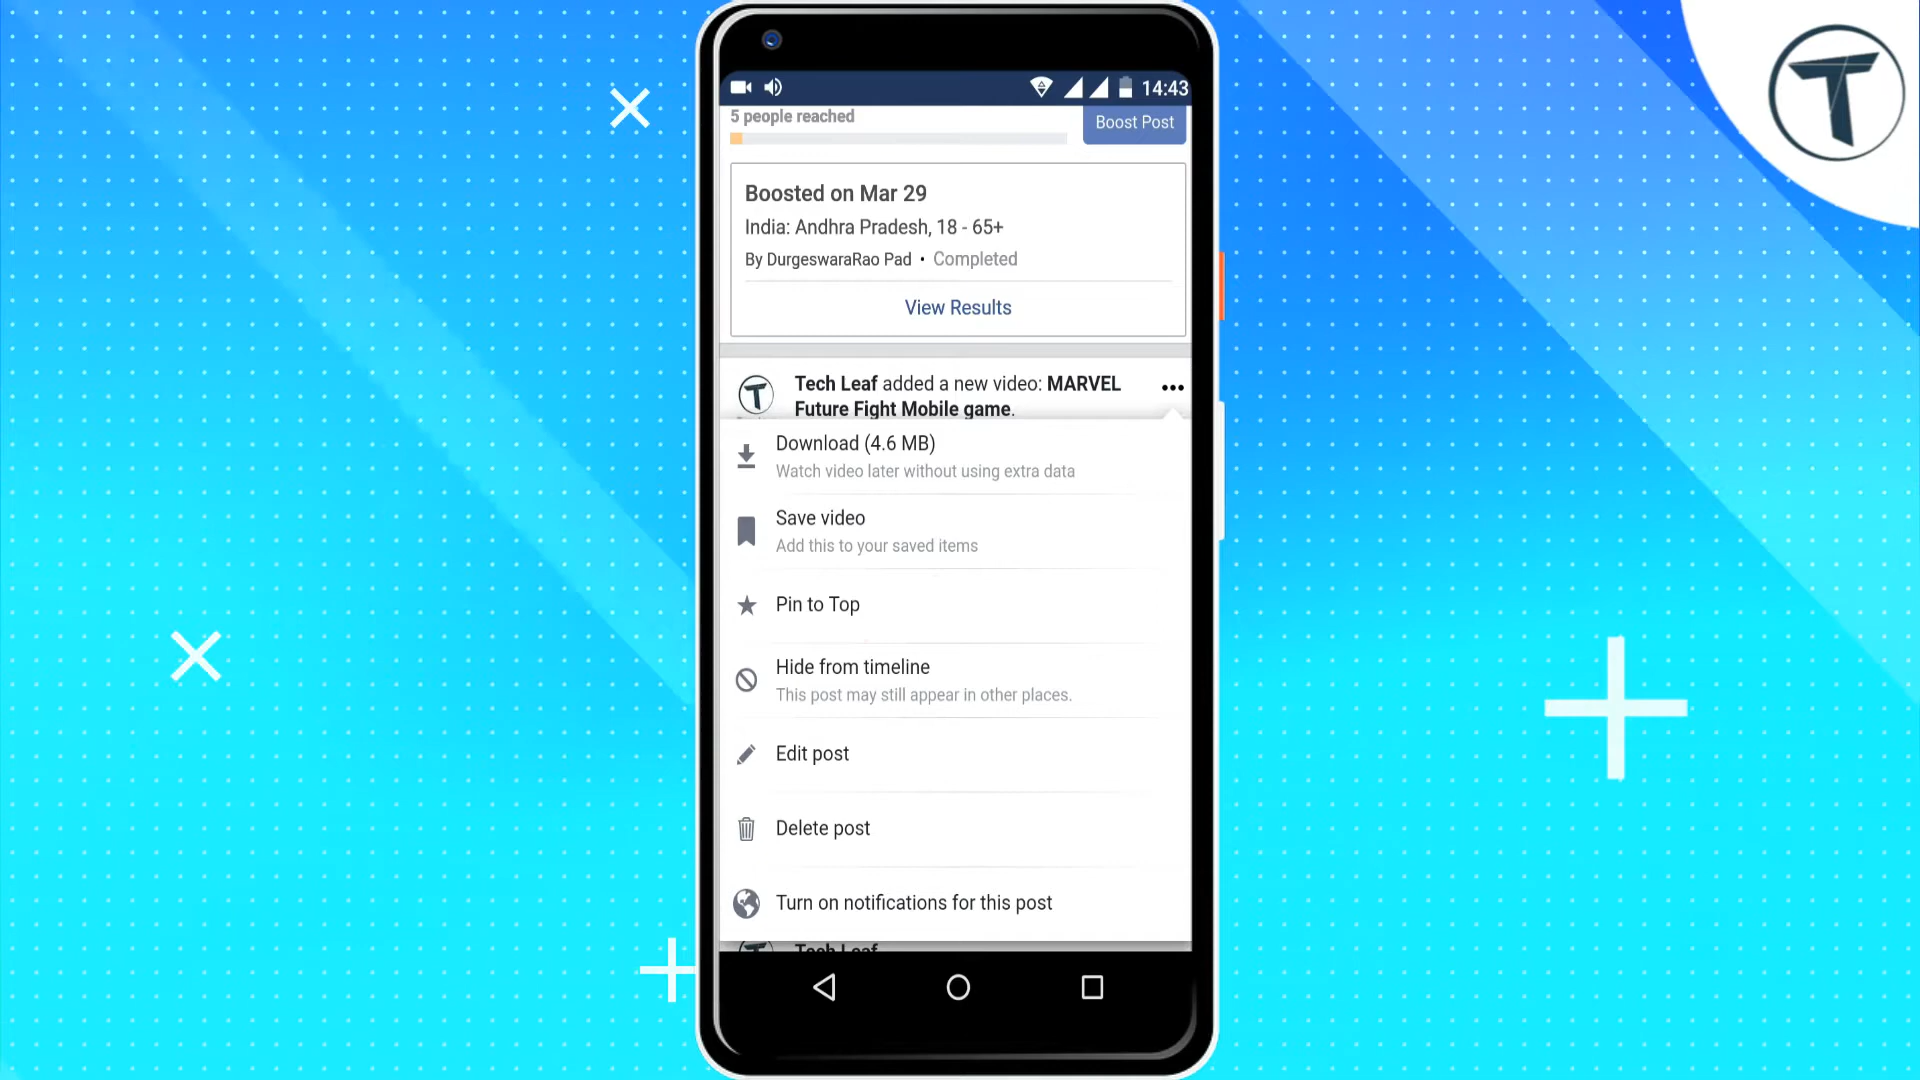 14:43
5 people reached
Boost Post
Boosted on Mar 29
India: Andhra Pradesh, 18 - 65+
By DurgeswaraRao Pad • Completed
View Results
Tech Leaf added a new video: MARVEL
Future Fight Mobile game.
Download (4.6 MB)
Watch video later without using extra data
Save video
Add this to your saved items
Pin to Top
Hide from timeline
This post may still appear in other places.
Edit post
Delete post
Turn on notifications for this post
Tech Leaf